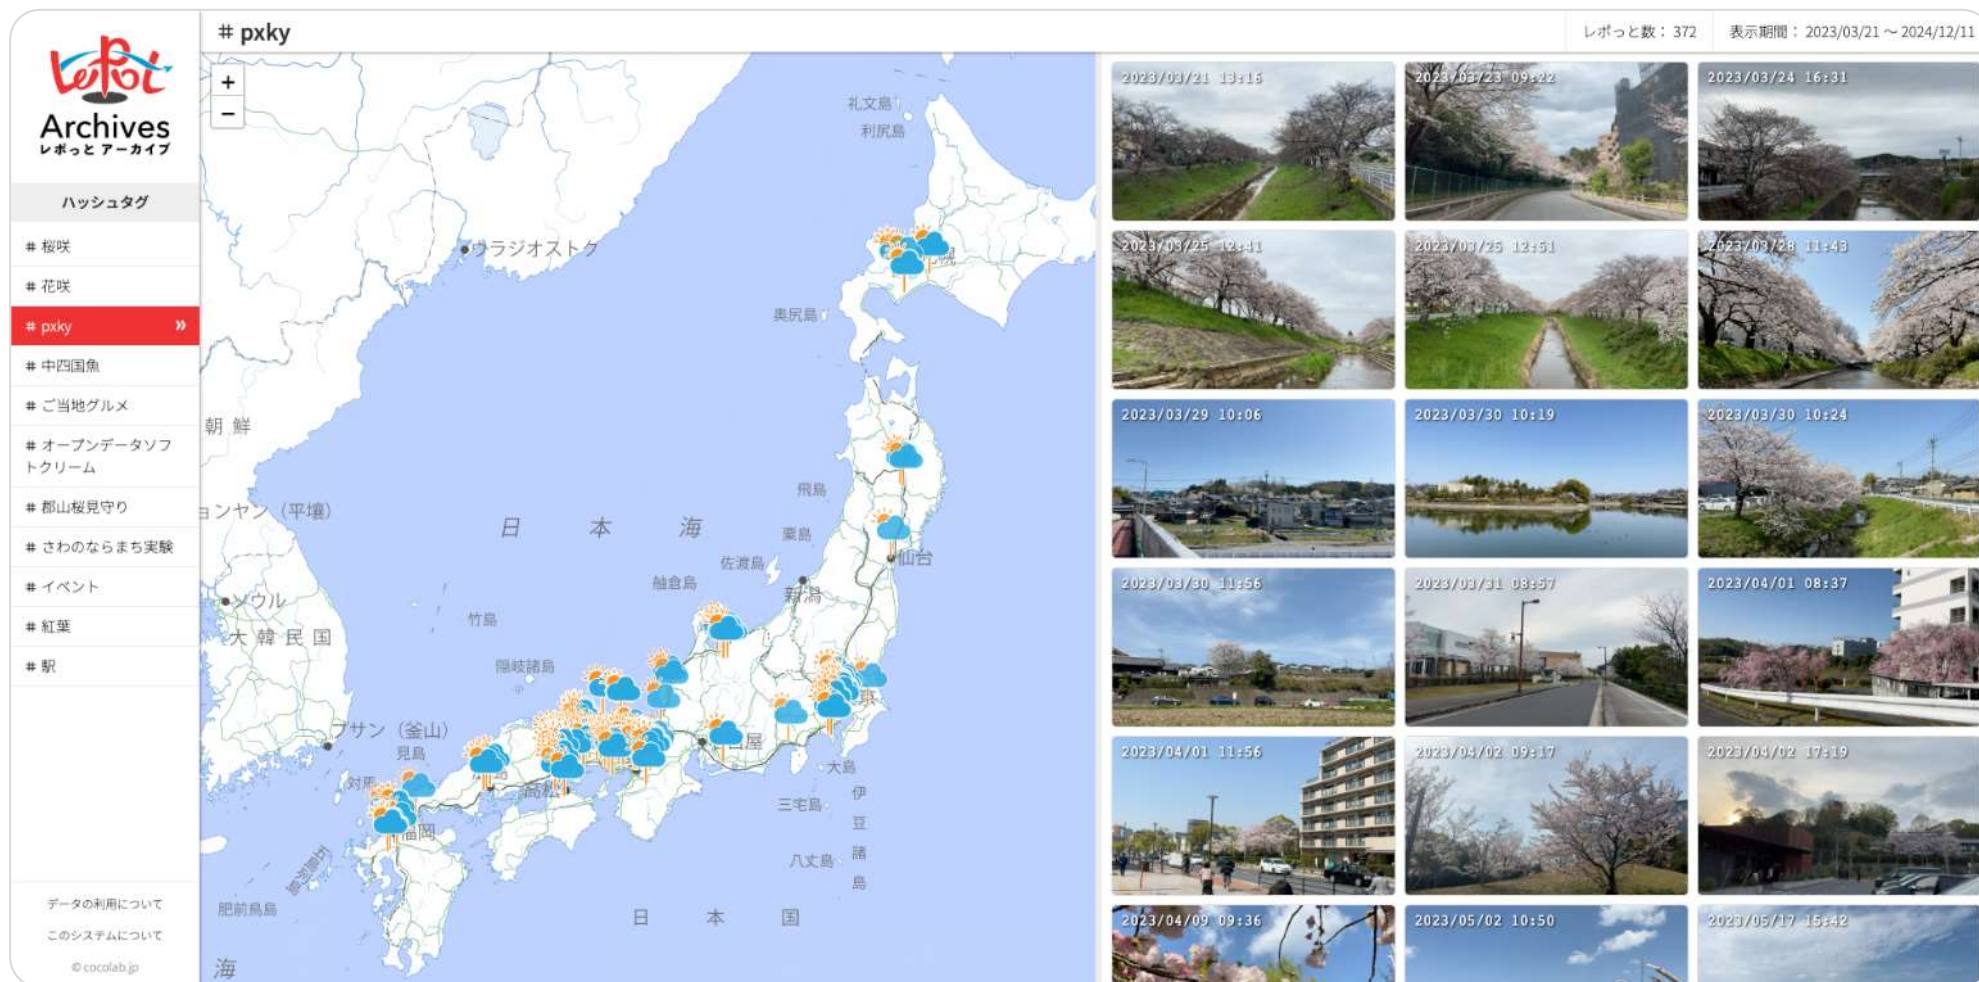 LePot
Archives
レポっと アーカイブ
ハッシュタグ
# 桜咲
# 花咲
# pxky »
# 中四国魚
# ご当地グルメ
# オープンデータソフ
トクリーム
# 郡山桜見守り
# さわのならまち実験
# イベント
# 紅葉
# 駅
データの利用について
このシステムについて
© cocolab.jp
# pxky
レポっと数： 372
表示期間： 2023/03/21 ～ 2024/12/11
+
−
礼文島
利尻島
ウラジオストク
奥尻島
朝 鮮
ョンヤン（平壌）
飛島
日 本 海
粟島
佐渡島
仙台
舳倉島
新潟
ソウル
竹島
大 韓 民 国
隠岐諸島
プサン（釜山）
見島
対馬
高松
大島
三宅島
伊
豆
諸
島
福岡
八丈島
五島列島
肥前鳥島
日 本 国
海
2023/03/21 13:16
2023/03/23 09:22
2023/03/24 16:31
2023/03/25 12:41
2023/03/25 12:51
2023/03/28 11:43
2023/03/29 10:06
2023/03/30 10:19
2023/03/30 10:24
2023/03/30 11:56
2023/03/31 08:57
2023/04/01 08:37
2023/04/01 11:56
2023/04/02 09:17
2023/04/02 17:19
2023/04/09 09:36
2023/05/02 10:50
2023/05/17 15:42